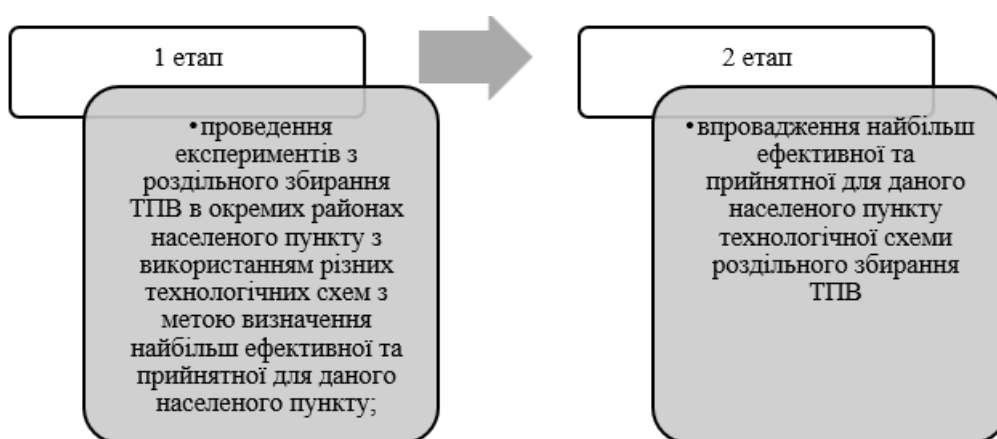 1 етап
•проведення
експериментів з
роздільного збирання
ТПВ в окремих районах
населеного пункту з
використанням різних
технологічних схем з
метою визначення
найбільш ефективної та
прийнятної для даного
населеного пункту;
2 етап
•впровадження найбільш
ефективної та
прийнятної для даного
населеного пункту
технологічної схеми
роздільного збирання
ТПВ